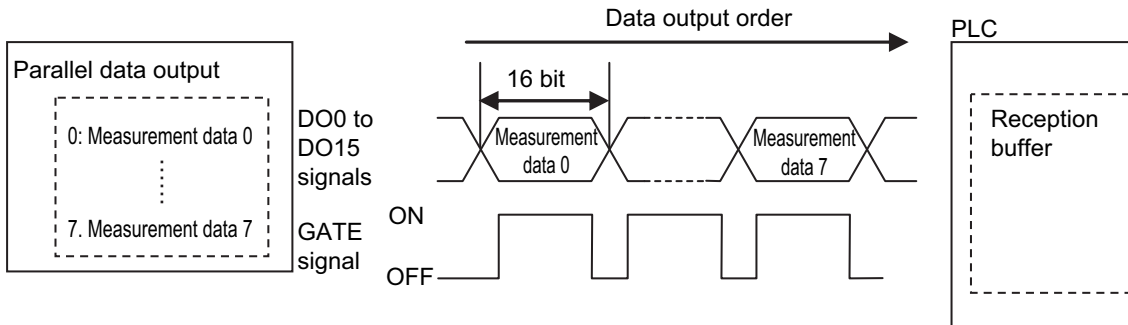 Data output order
PLC
Parallel data output
16 bit
0: Measurement data 0
7. Measurement data 7
DO0 to
DO15
signals
Measurement
data 0
Measurement
data 7
Reception
buffer
GATE
signal
ON
OFF